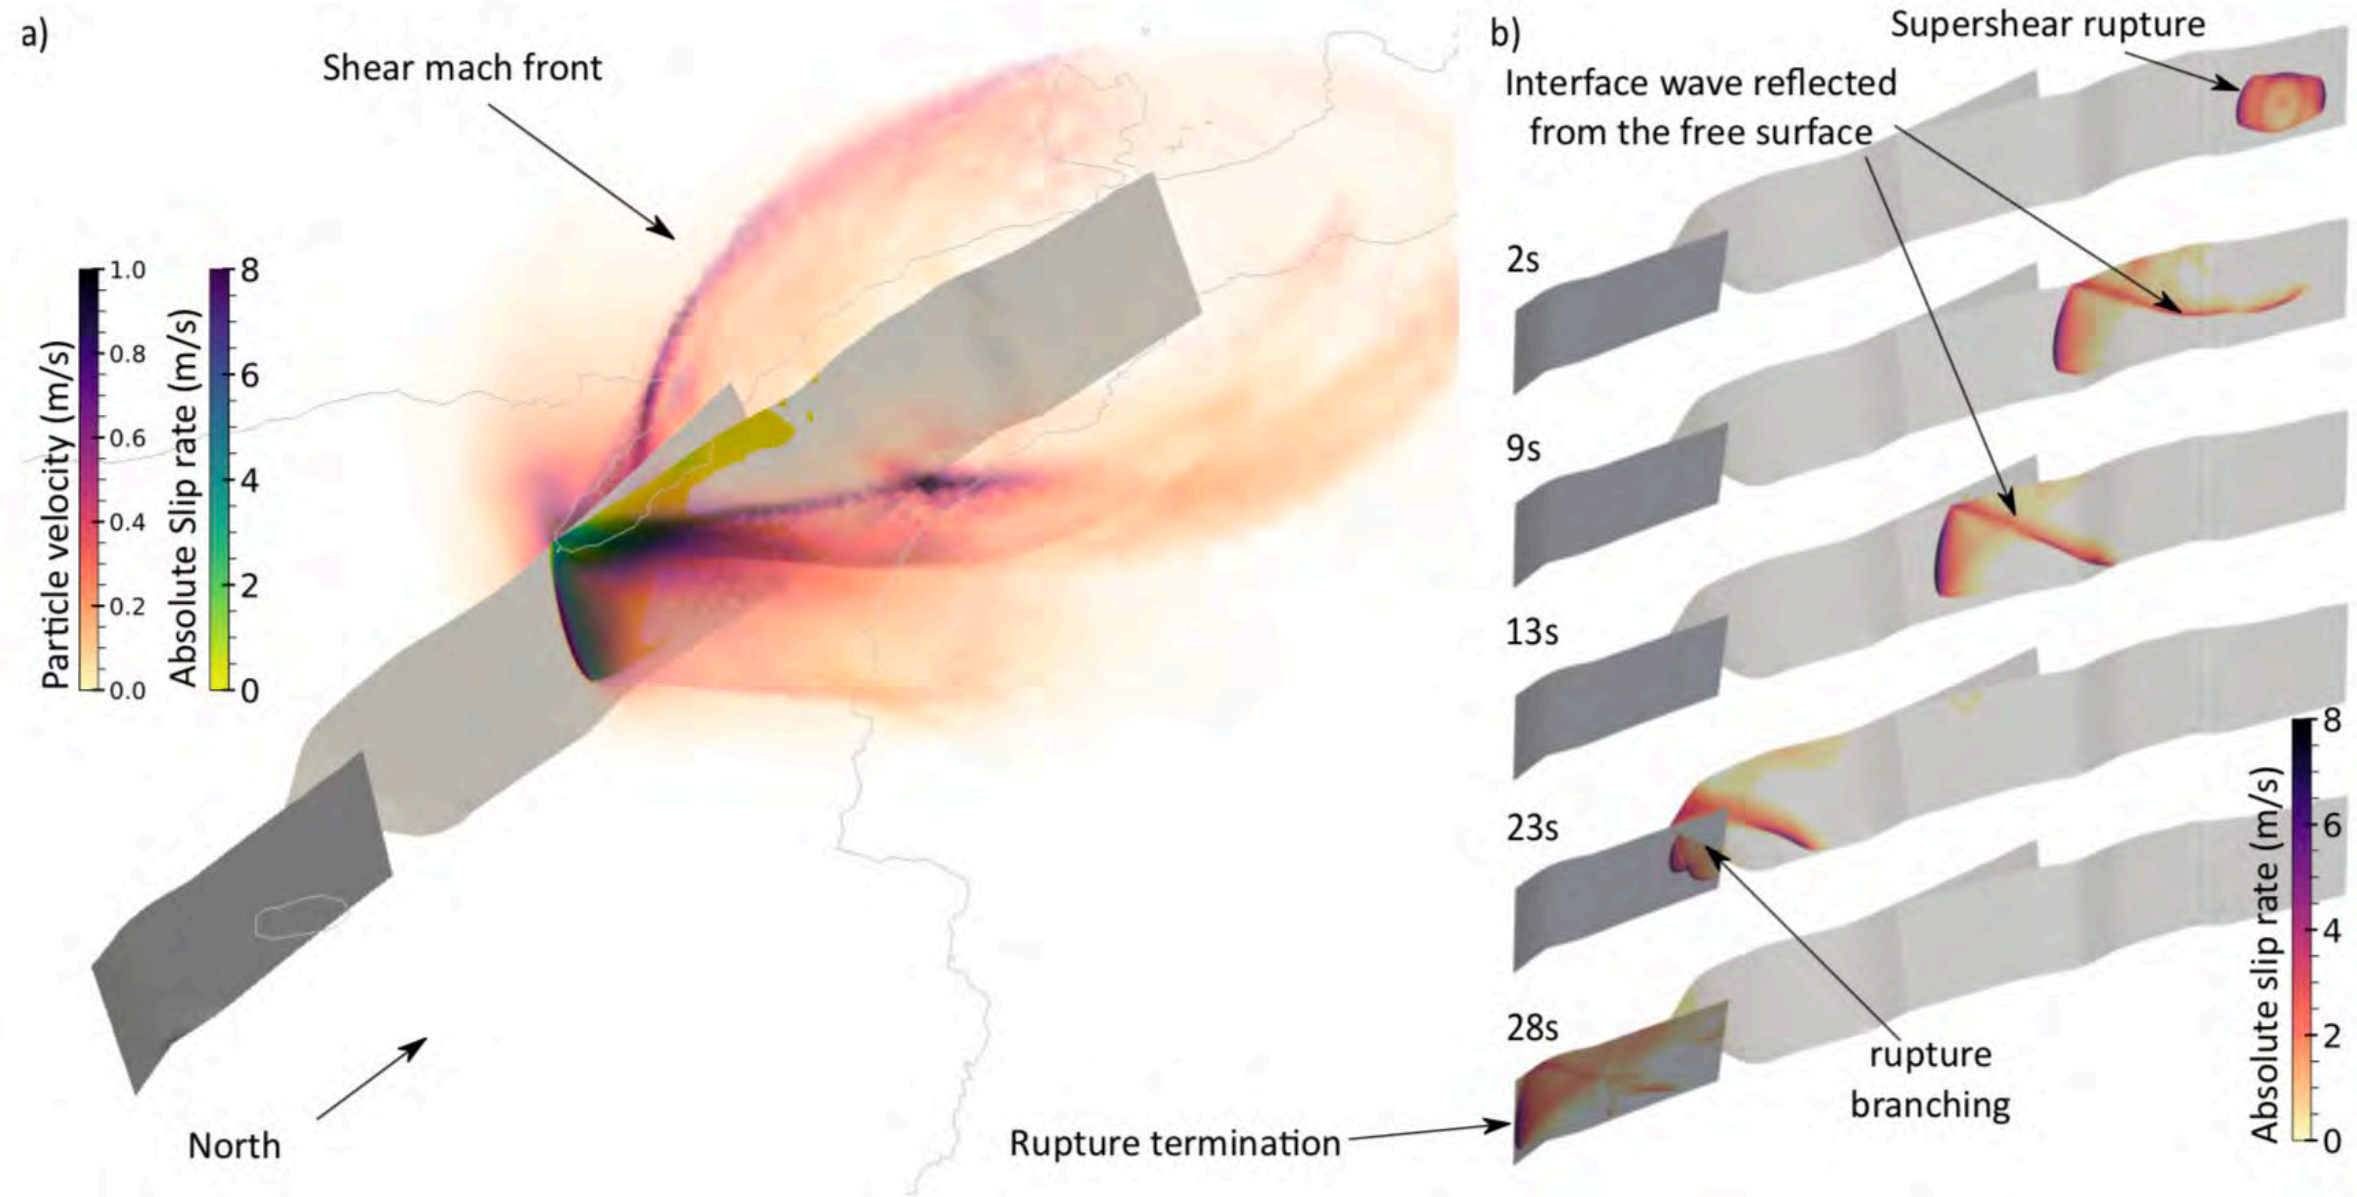 a)
Shear mach front
Particle velocity (m/s)
1.0
0.8
0.6
0.4
0.2
0.0
Absolute Slip rate (m/s)
8
6
4
2
0
North
b)
Supershear rupture
Interface wave reflected
from the free surface
2s
9s
13s
23s
28s
rupture
branching
Rupture termination
Absolute slip rate (m/s)
8
6
4
2
0